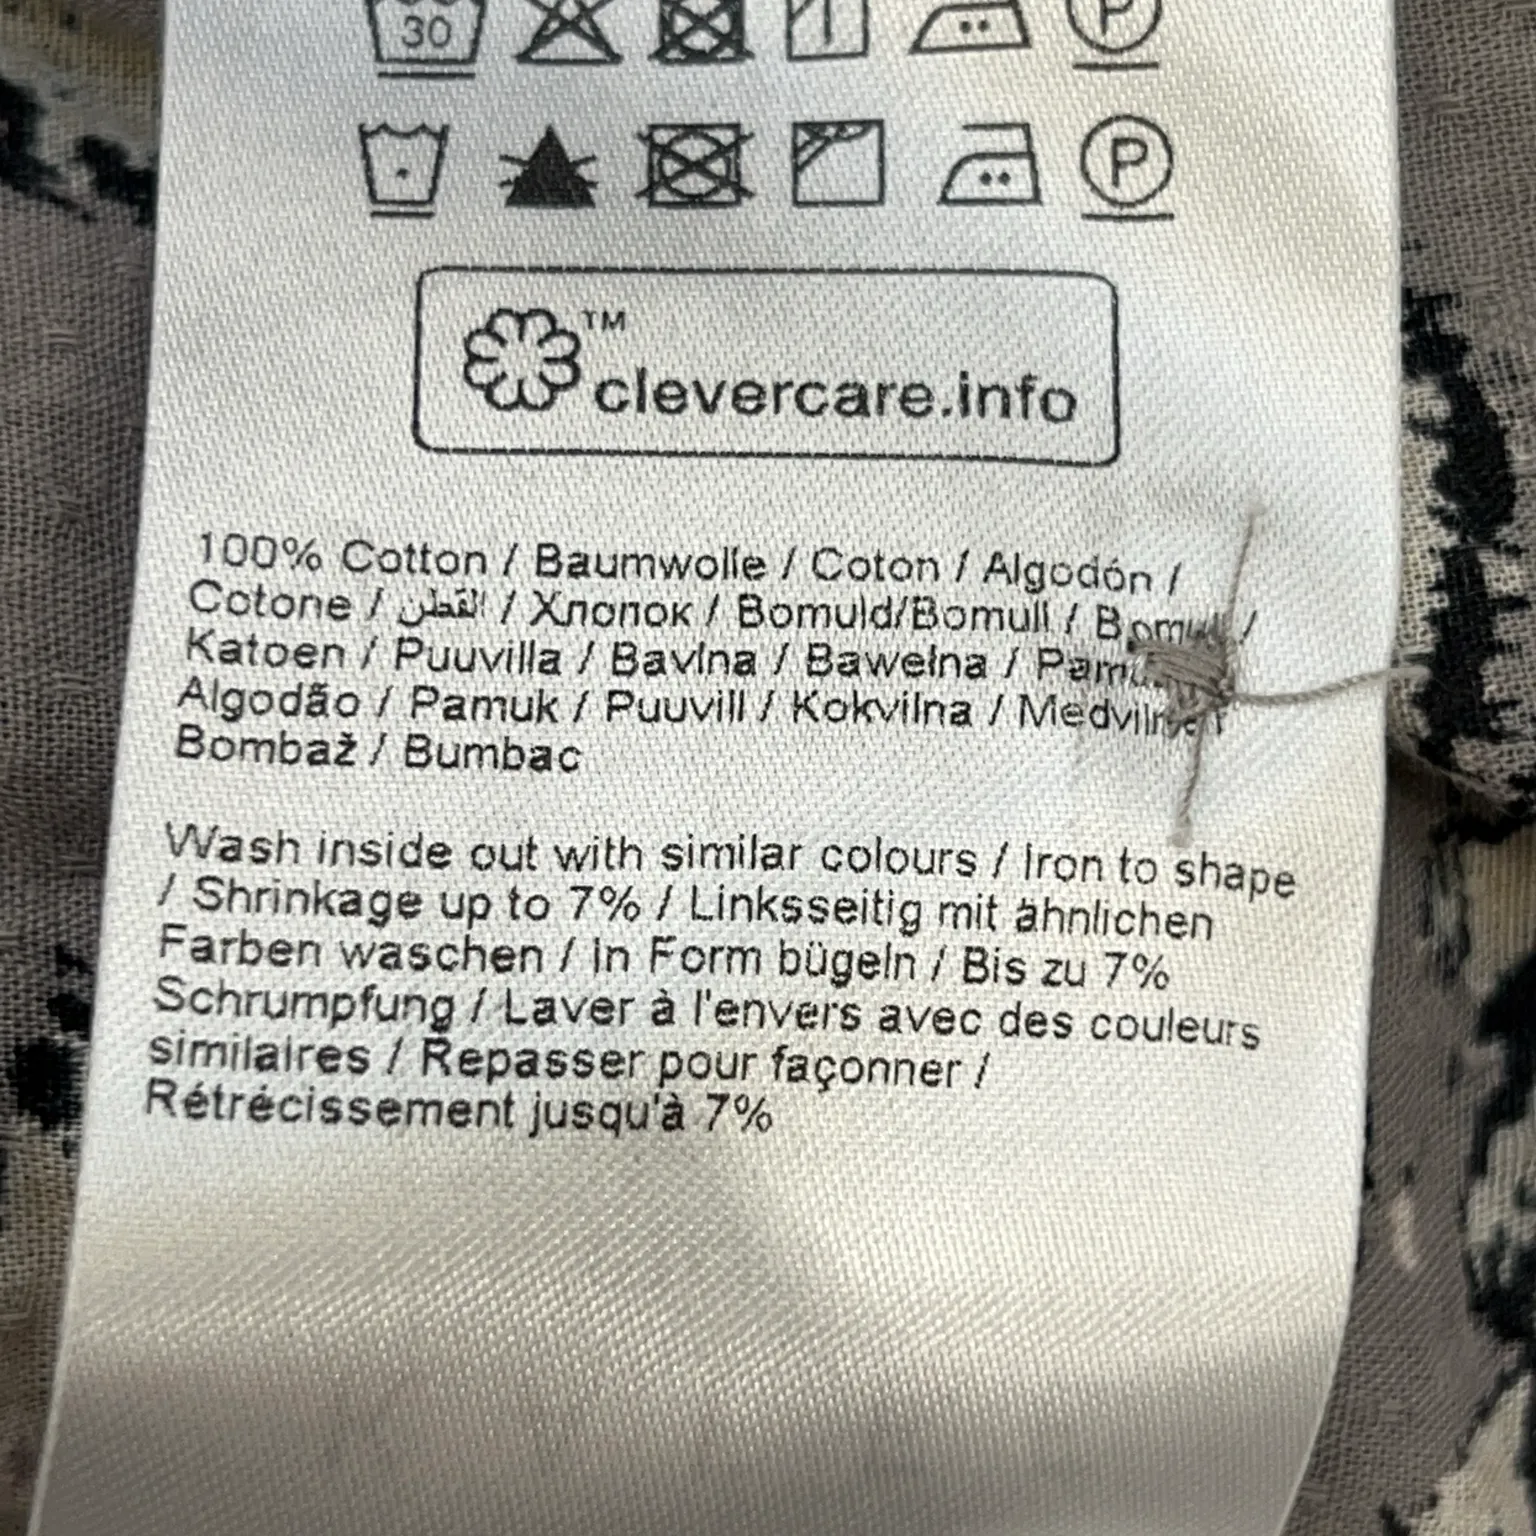 30
P
P
TM
clevercare.info
100% Cotton / Baumwolle / Coton / Algodón /
Cotone / القطن / Хлопок / Bomuld/Bomull / Bomull /
Katoen / Puuvilla / Bavlna / Bawełna /
Algodão / Pamuk / Puuvill / Kokvilna / Medvilnė /
Bombaž / Bumbac
Wash inside out with similar colours / Iron to shape
/ Shrinkage up to 7% / Linksseitig mit ähnlichen
Farben waschen / In Form bügeln / Bis zu 7%
Schrumpfung / Laver à l'envers avec des couleurs
similaires / Repasser pour façonner /
Rétrécissement jusqu'à 7%